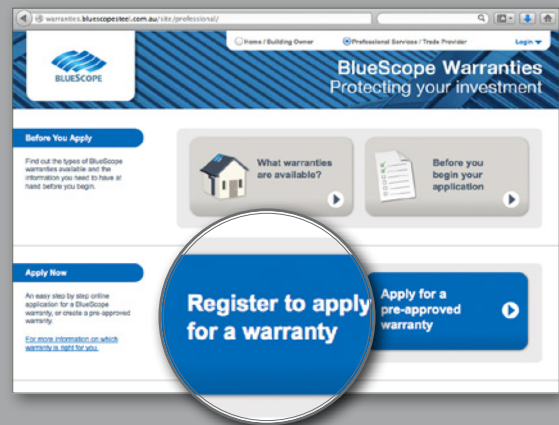 warranties.bluescopesteel.com.au/site/professional/
Home / Building Owner
Professional Services / Trade Provider
Login
BLUESCOPE
BlueScope Warranties
Protecting your investment
Before You Apply
Find out the types of BlueScope
warranties available and the
information you need to have at
hand before you begin.
What warranties
are available?
Before you
begin your
application
Apply Now
An easy step by step online
application for a BlueScope
warranty, or create a pre-approved
warranty.
For more information on which
warranty is right for you.
Register to apply
for a warranty
Apply for a
pre-approved
warranty